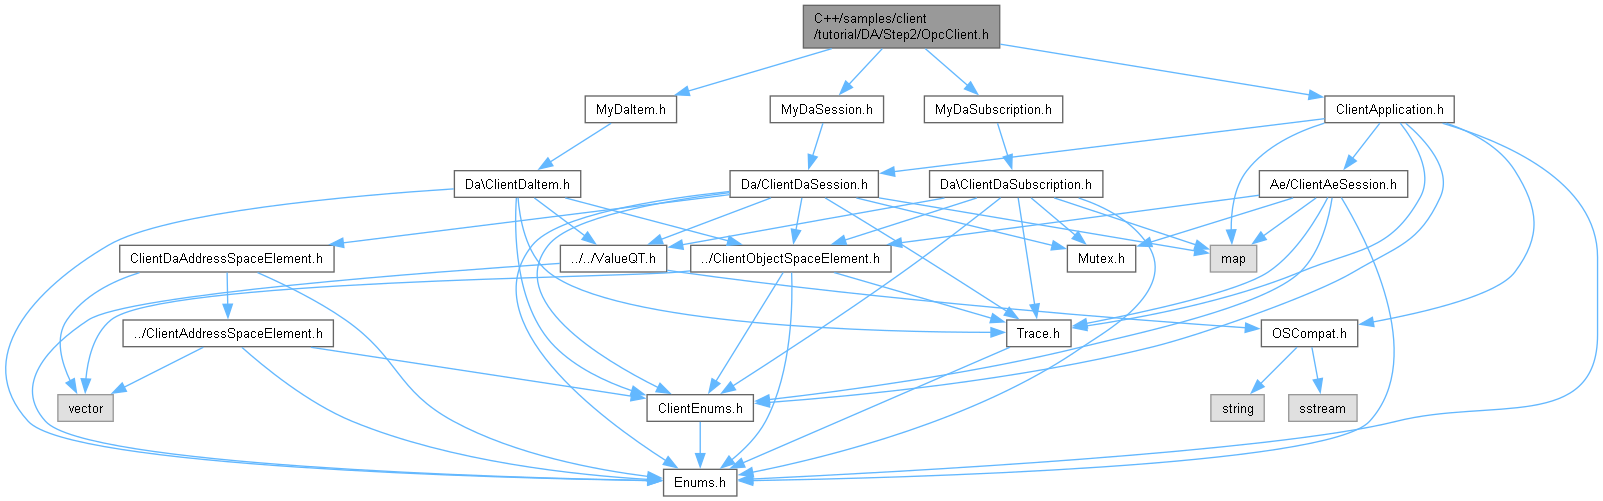 C++/samples/client
/tutorial/DA/Step2/OpcClient.h
MyDaItem.h
MyDaSession.h
MyDaSubscription.h
ClientApplication.h
Da\ClientDaItem.h
Da/ClientDaSession.h
Da\ClientDaSubscription.h
Ae/ClientAeSession.h
ClientDaAddressSpaceElement.h
../../ValueQT.h
../ClientObjectSpaceElement.h
Mutex.h
map
../ClientAddressSpaceElement.h
Trace.h
OSCompat.h
vector
ClientEnums.h
string
sstream
Enums.h